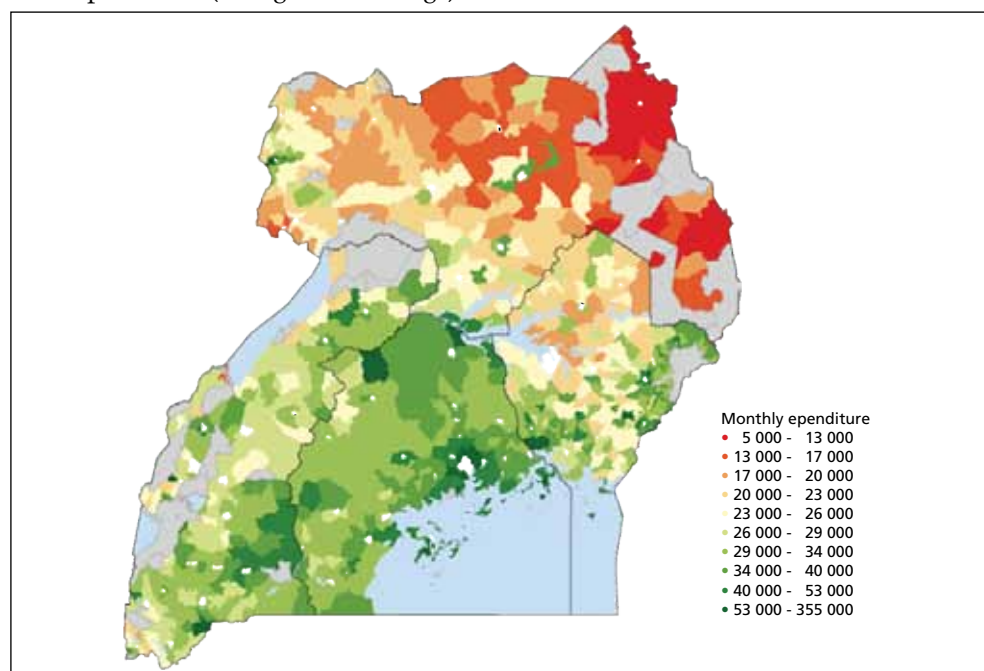 Monthly ependiture
5 000 - 13 000
13 000 - 17 000
17 000 - 20 000
20 000 - 23 000
23 000 - 26 000
26 000 - 29 000
29 000 - 34 000
34 000 - 40 000
40 000 - 53 000
53 000 - 355 000